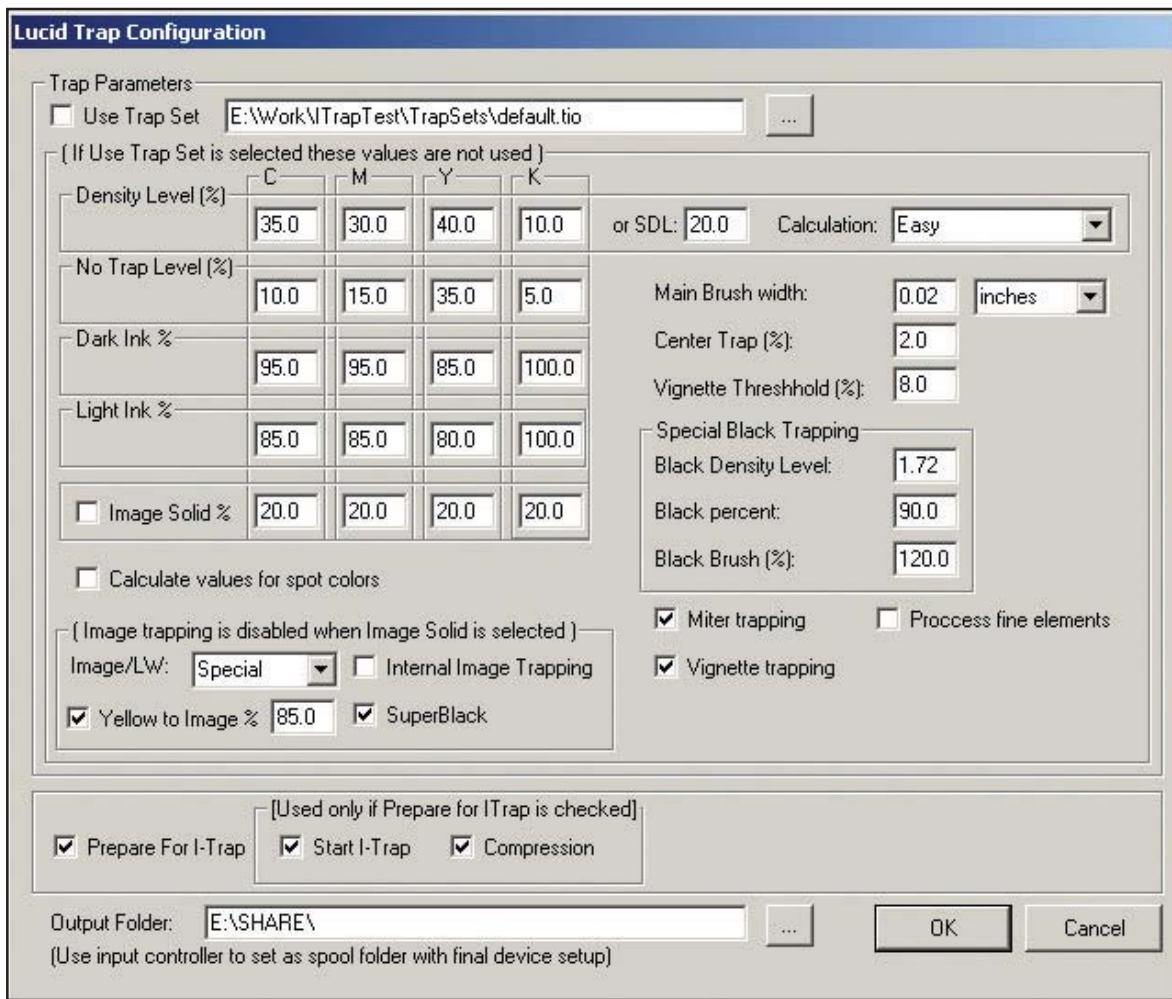 Lucid Trap Configuration
Trap Parameters
Use Trap Set E:\Work\ITrapTest\TrapSets\default.tio ...
( If Use Trap Set is selected these values are not used )
C M Y K
Density Level (%)
35.0 30.0 40.0 10.0 or SDL: 20.0 Calculation: Easy
No Trap Level (%)
10.0 15.0 35.0 5.0 Main Brush width: 0.02 inches
Dark Ink %
Center Trap (%): 2.0
95.0 95.0 85.0 100.0
Vignette Threshhold (%): 8.0
Light Ink %
85.0 85.0 80.0 100.0
Special Black Trapping
Black Density Level: 1.72
Image Solid % 20.0 20.0 20.0 20.0
Black percent: 90.0
Black Brush (%): 120.0
Calculate values for spot colors
Miter trapping Proccess fine elements
( Image trapping is disabled when Image Solid is selected )
Image/LW: Special Internal Image Trapping
Vignette trapping
Yellow to Image % 85.0 SuperBlack
[Used only if Prepare for ITrap is checked]
Prepare For I-Trap Start I-Trap Compression
Output Folder: E:\SHARE\ ... OK Cancel
(Use input controller to set as spool folder with final device setup)